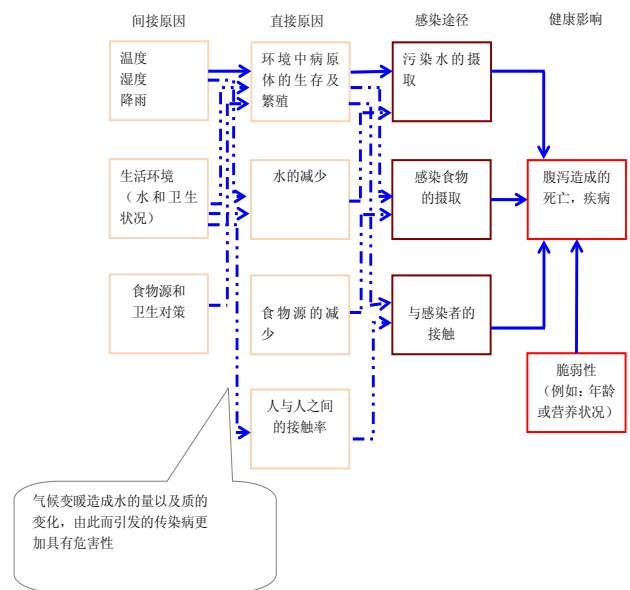 间接原因
直接原因
感染途径
健康影响
温度
湿度
降雨
环境中病原
体的生存及
繁殖
污染水的摄
取
生活环境
（水和卫生
状况）
水的减少
感染食物
的摄取
腹泻造成的
死亡，疾病
食物源和
卫生对策
食物源的减
少
与感染者的
接触
脆弱性
（例如：年龄
或营养状况）
人与人之间
的接触率
气候变暖造成水的量以及质的
变化，由此而引发的传染病更
加具有危害性